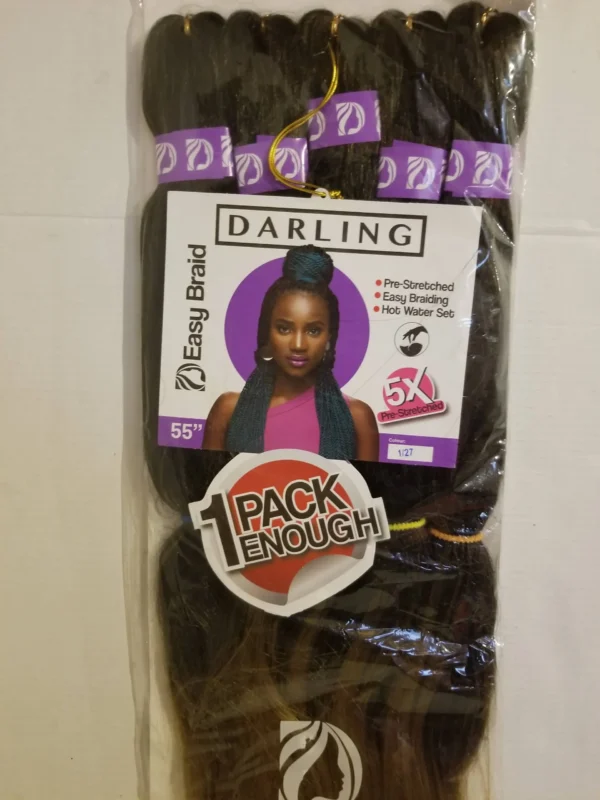 DARLING
Easy Braid
Pre-Stretched
Easy Braiding
Hot Water Set
5X
Pre-Stretched
55”
Colour:
1/27
1 PACK
ENOUGH